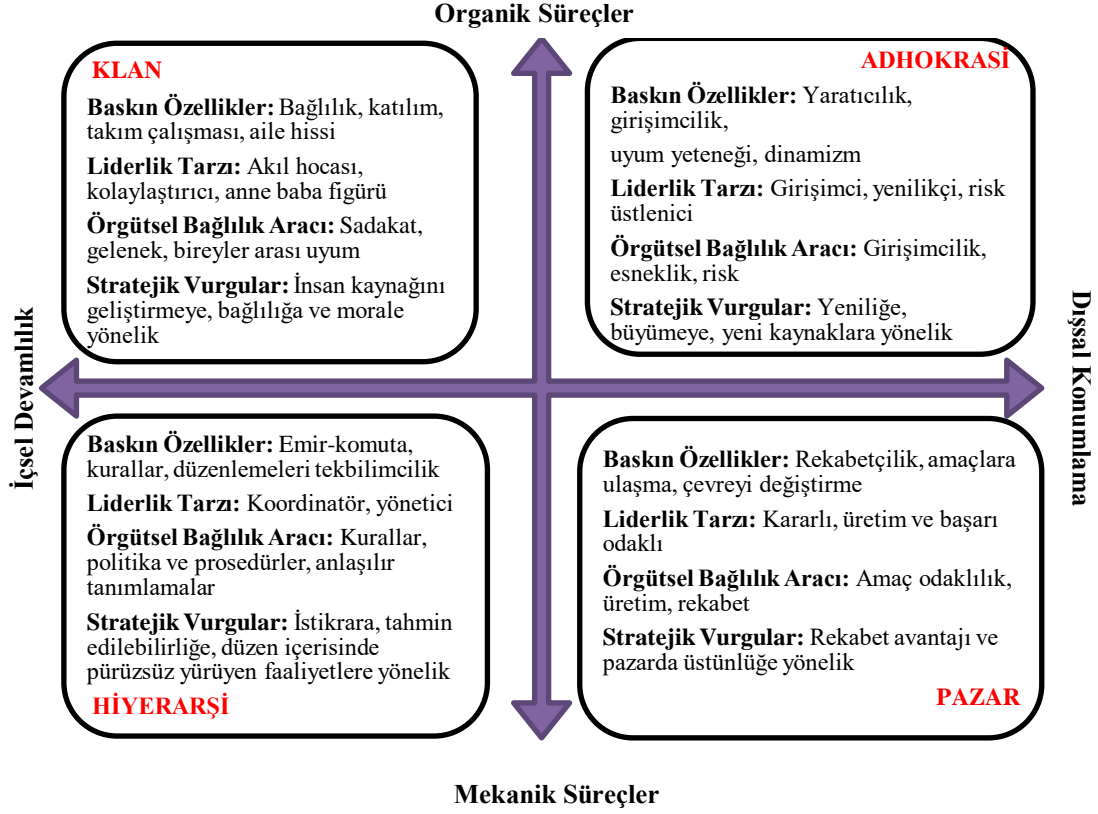 Organik Süreçler
KLAN
Baskın Özellikler: Bağlılık, katılım,
takım çalışması, aile hissi
Liderlik Tarzı: Akıl hocası,
kolaylaştırıcı, anne baba figürü
Örgütsel Bağlılık Aracı: Sadakat,
gelenek, bireyler arası uyum
Stratejik Vurgular: İnsan kaynağını
geliştirmeye, bağlılığa ve morale
yönelik
ADHOKRASİ
Baskın Özellikler: Yaratıcılık,
girişimcilik,
uyum yeteneği, dinamizm
Liderlik Tarzı: Girişimci, yenilikçi, risk
üstlenici
Örgütsel Bağlılık Aracı: Girişimcilik,
esneklik, risk
Stratejik Vurgular: Yeniliğe,
büyümeye, yeni kaynaklara yönelik
İçsel Devamlılık
Dışsal Konumlama
Baskın Özellikler: Emir-komuta,
kurallar, düzenlemeleri tekbilimcilik
Liderlik Tarzı: Koordinatör, yönetici
Örgütsel Bağlılık Aracı: Kurallar,
politika ve prosedürler, anlaşılır
tanımlamalar
Stratejik Vurgular: İstikrara, tahmin
edilebilirliğe, düzen içerisinde
pürüzsüz yürüyen faaliyetlere yönelik
HİYERARŞİ
Baskın Özellikler: Rekabetçilik, amaçlara
ulaşma, çevreyi değiştirme
Liderlik Tarzı: Kararlı, üretim ve başarı
odaklı
Örgütsel Bağlılık Aracı: Amaç odaklılık,
üretim, rekabet
Stratejik Vurgular: Rekabet avantajı ve
pazarda üstünlüğe yönelik
PAZAR
Mekanik Süreçler